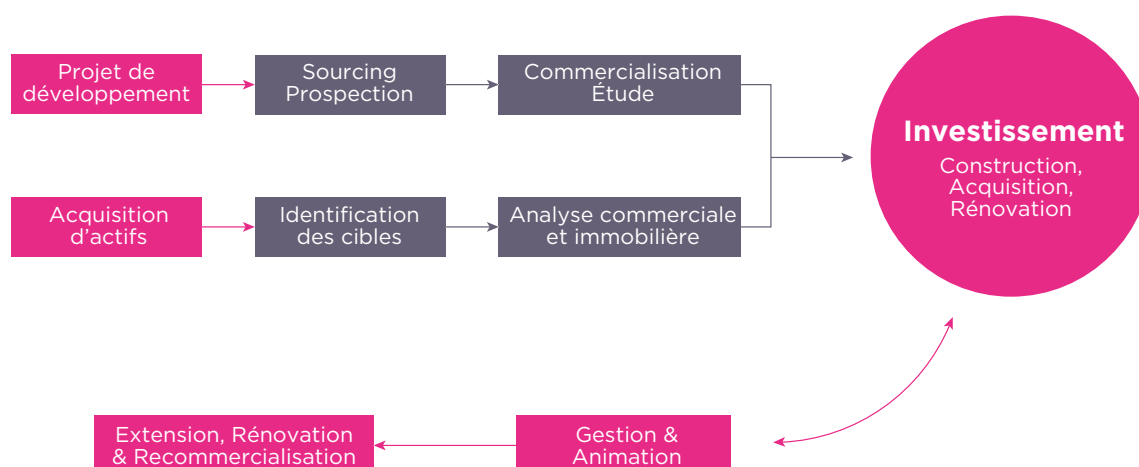 Projet de
développement
Sourcing
Prospection
Commercialisation
Étude
Acquisition
d’actifs
Identification
des cibles
Analyse commerciale
et immobilière
Investissement
Construction,
Acquisition,
Rénovation
Extension, Rénovation
& Recommercialisation
Gestion &
Animation